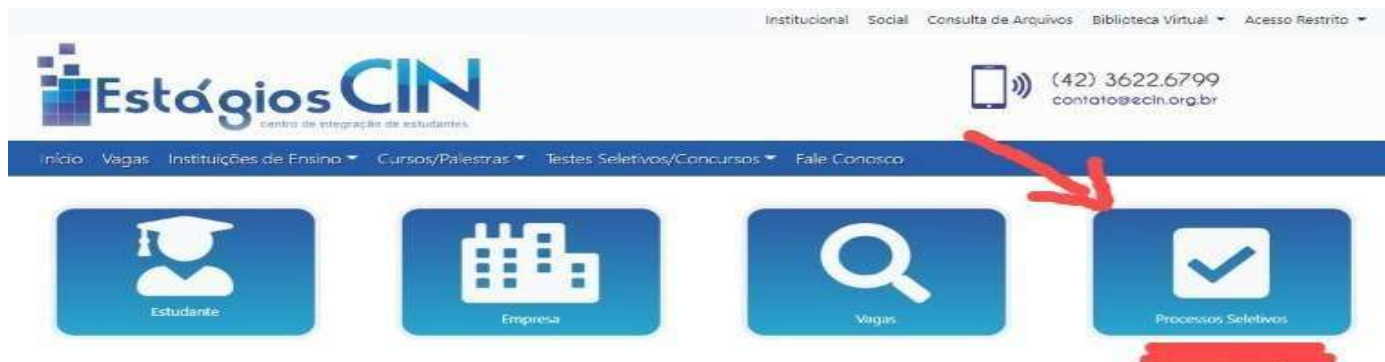 Institucional Social Consulta de Arquivos Biblioteca Virtual Acesso Restrito
Estágios CIN
centro de integração de estudantes
(42) 3622.6799
contato@ecin.org.br
Início Vagas Instituições de Ensino Cursos/Palestras Testes Seletivos/Concursos Fale Conosco
Estudante Empresa Vagas Processos Seletivos